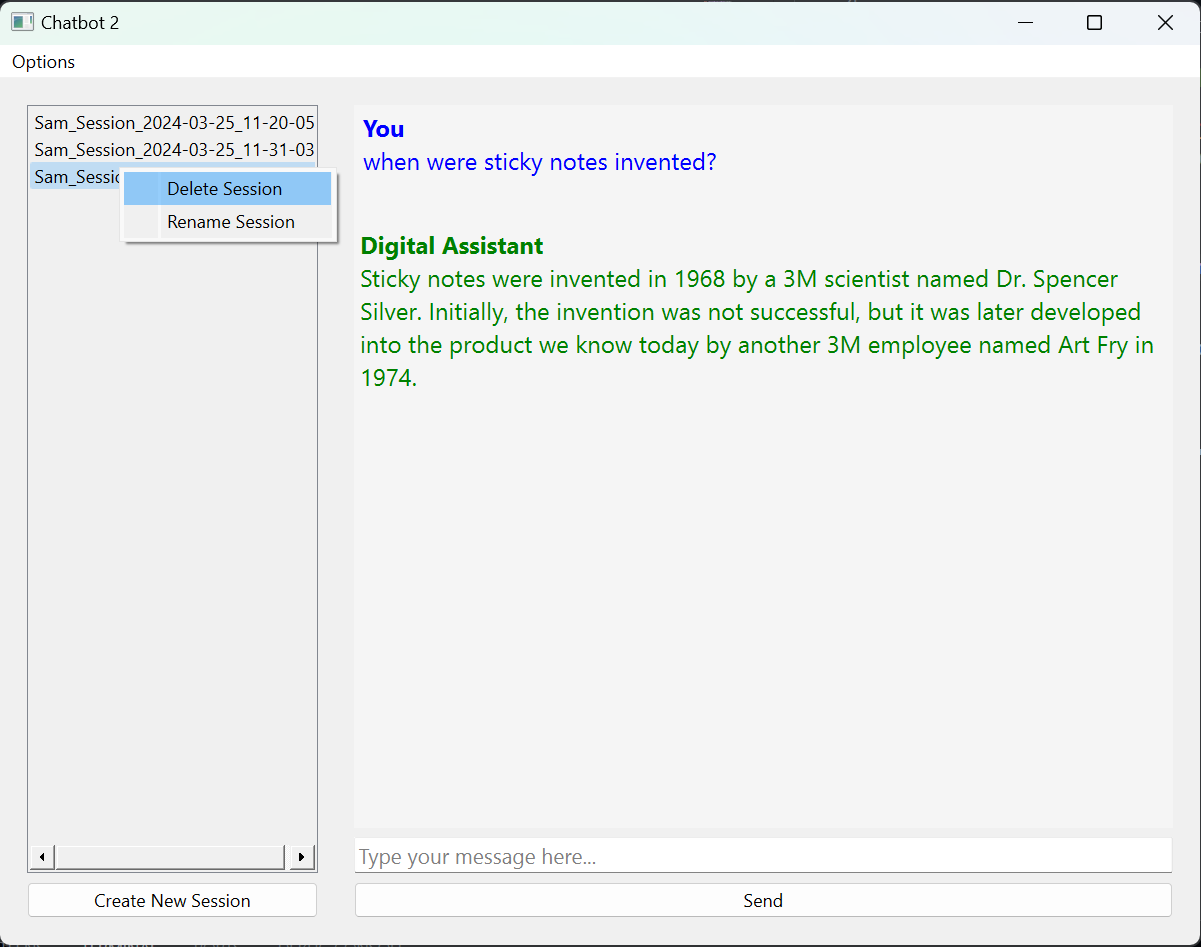 Chatbot 2
Options
Sam_Session_2024-03-25_11-20-05
Sam_Session_2024-03-25_11-31-03
Delete Session
Rename Session
You
when were sticky notes invented?
Digital Assistant
Sticky notes were invented in 1968 by a 3M scientist named Dr. Spencer
Silver. Initially, the invention was not successful, but it was later developed
into the product we know today by another 3M employee named Art Fry in
1974.
Type your message here...
Create New Session
Send